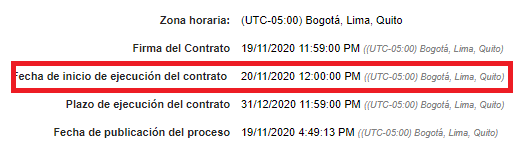 Zona horaria: (UTC-05:00) Bogotá, Lima, Quito
Firma del Contrato 19/11/2020 11:59:00 PM ((UTC-05:00) Bogotá, Lima, Quito)
Fecha de inicio de ejecución del contrato 20/11/2020 12:00:00 PM ((UTC-05:00) Bogotá, Lima, Quito)
Plazo de ejecución del contrato 31/12/2020 11:59:00 PM ((UTC-05:00) Bogotá, Lima, Quito)
Fecha de publicación del proceso 19/11/2020 4:49:13 PM ((UTC-05:00) Bogotá, Lima, Quito)